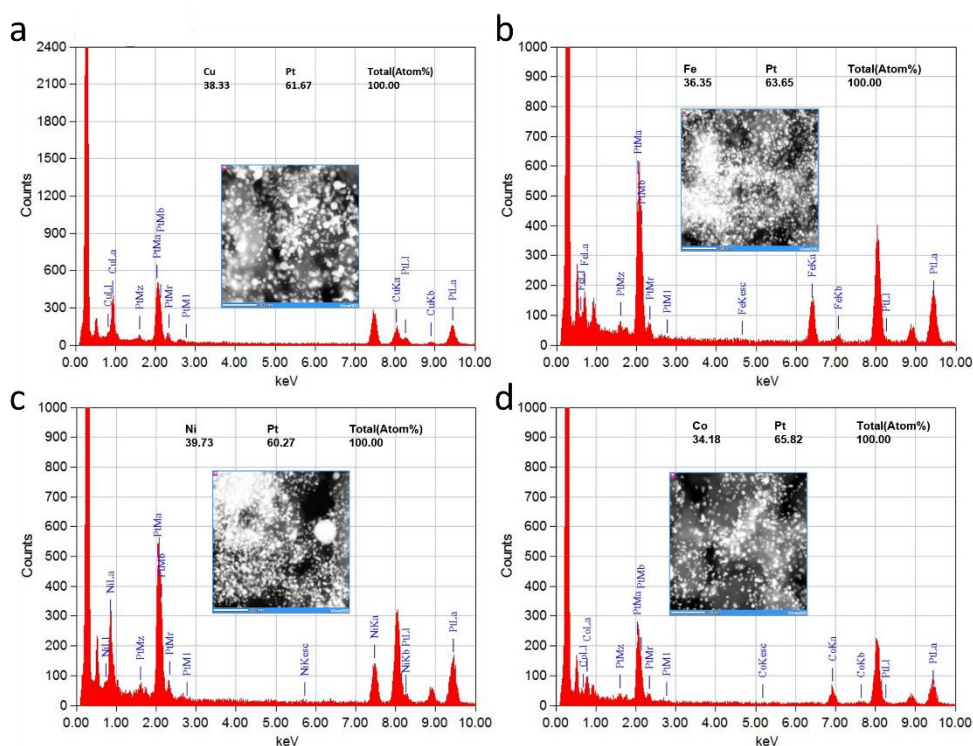 a
2400
2100
1800
1500
1200
900
600
300
0
Counts
Cu Pt Total(Atom%)
38.33 61.67 100.00
CuLl CuLa PtMz PtMa PtMb PtMr PtM1 CuKa PtLl CuKb PtLa
0.00 1.00 2.00 3.00 4.00 5.00 6.00 7.00 8.00 9.00 10.00
keV
b
1000
900
800
700
600
500
400
300
200
100
0
Counts
Fe Pt Total(Atom%)
36.35 63.65 100.00
FeLl FeLa PtMz PtMa PtMb PtMr PtM1 FeKesc FeKa FeKb PtLl PtLa
0.00 1.00 2.00 3.00 4.00 5.00 6.00 7.00 8.00 9.00 10.00
keV
c
1000
900
800
700
600
500
400
300
200
100
0
Counts
Ni Pt Total(Atom%)
39.73 60.27 100.00
NiLl NiLa PtMz PtMa PtMb PtMr PtM1 NiKesc NiKa NiKb PtLl PtLa
0.00 1.00 2.00 3.00 4.00 5.00 6.00 7.00 8.00 9.00 10.00
keV
d
1000
900
800
700
600
500
400
300
200
100
0
Counts
Co Pt Total(Atom%)
34.18 65.82 100.00
CoLl CoLa PtMz PtMa PtMb PtMr PtM1 CoKesc CoKa CoKb PtLl PtLa
0.00 1.00 2.00 3.00 4.00 5.00 6.00 7.00 8.00 9.00 10.00
keV